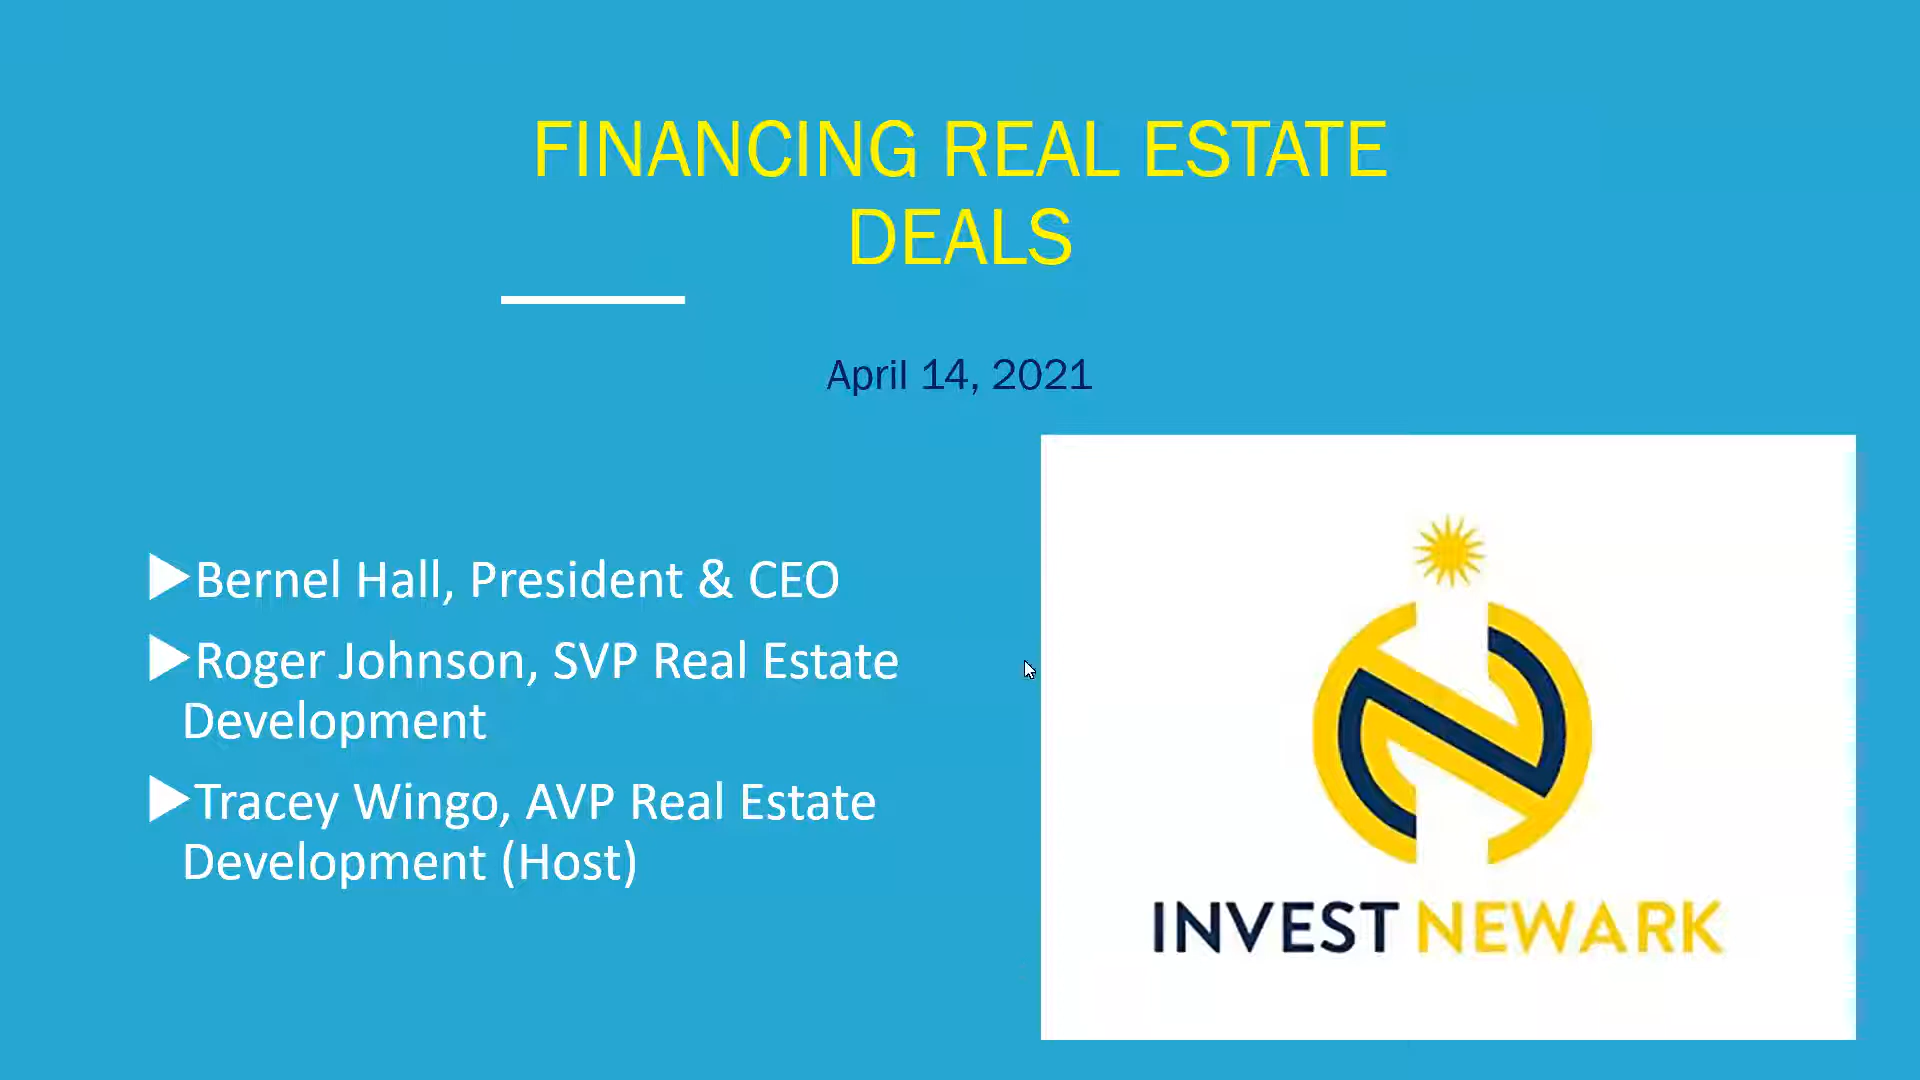 FINANCING REAL ESTATE
DEALS
April 14, 2021
Bernel Hall, President & CEO
Roger Johnson, SVP Real Estate
Development
Tracey Wingo, AVP Real Estate
Development (Host)
INVEST NEWARK